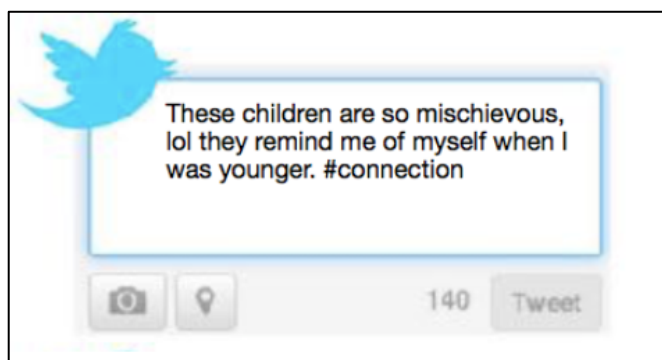 These children are so mischievous,
lol they remind me of myself when I
was younger. #connection
140 Tweet